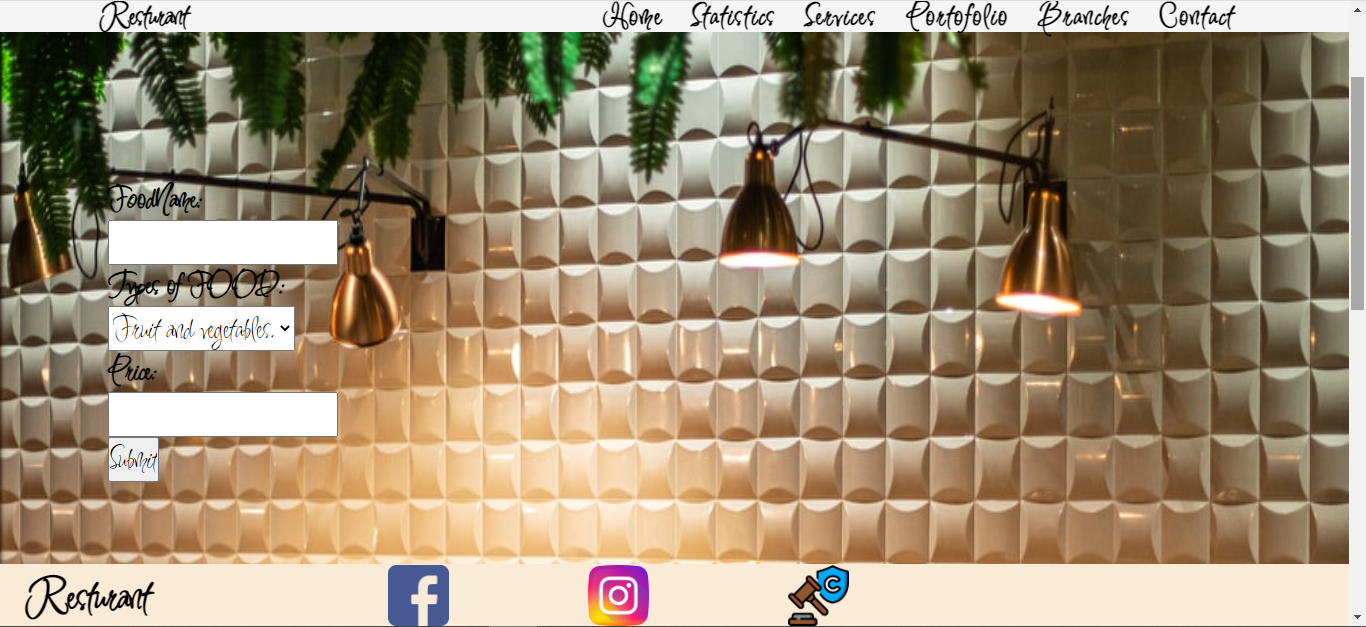 Resturant Home Statistics Services Portofolio Branches Contact
FoodName:
Types of FOOD:
Fruit and vegetables.
Price:
Submit
Resturant